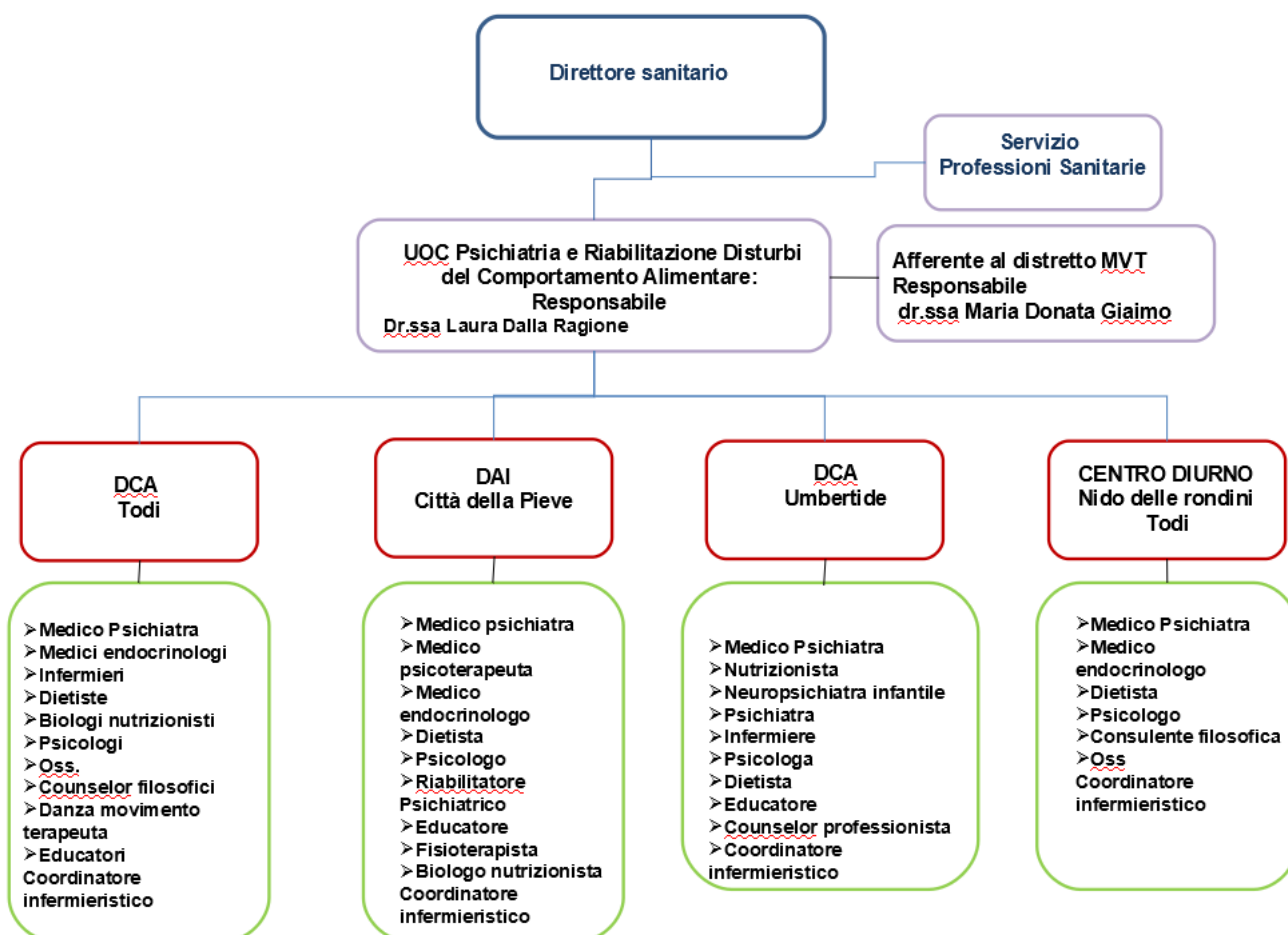 Direttore sanitario
Servizio
Professioni Sanitarie
UOC Psichiatria e Riabilitazione Disturbi
del Comportamento Alimentare:
Responsabile
Dr.ssa Laura Dalla Ragione
Afferente al distretto MVT
Responsabile
dr.ssa Maria Donata Giaimo
DCA
Todi
DAI
Città della Pieve
DCA
Umbertide
CENTRO DIURNO
Nido delle rondini
Todi
➢Medico Psichiatra
➢Medici endocrinologi
➢Infermieri
➢Dietiste
➢Biologi nutrizionisti
➢Psicologi
➢Oss.
➢Counselor filosofici
➢Danza movimento
terapeuta
➢Educatori
Coordinatore
infermieristico
➢Medico psichiatra
➢Medico
psicoterapeuta
➢Medico
endocrinologo
➢Dietista
➢Psicologo
➢Riabilitatore
Psichiatrico
➢Educatore
➢Fisioterapista
➢Biologo nutrizionista
Coordinatore
infermieristico
➢Medico Psichiatra
➢Nutrizionista
➢Neuropsichiatra infantile
➢Psichiatra
➢Infermiere
➢Psicologa
➢Dietista
➢Educatore
➢Counselor professionista
➢Coordinatore
infermieristico
➢Medico Psichiatra
➢Medico
endocrinologo
➢Dietista
➢Psicologo
➢Consulente filosofica
➢Oss
Coordinatore
infermieristico